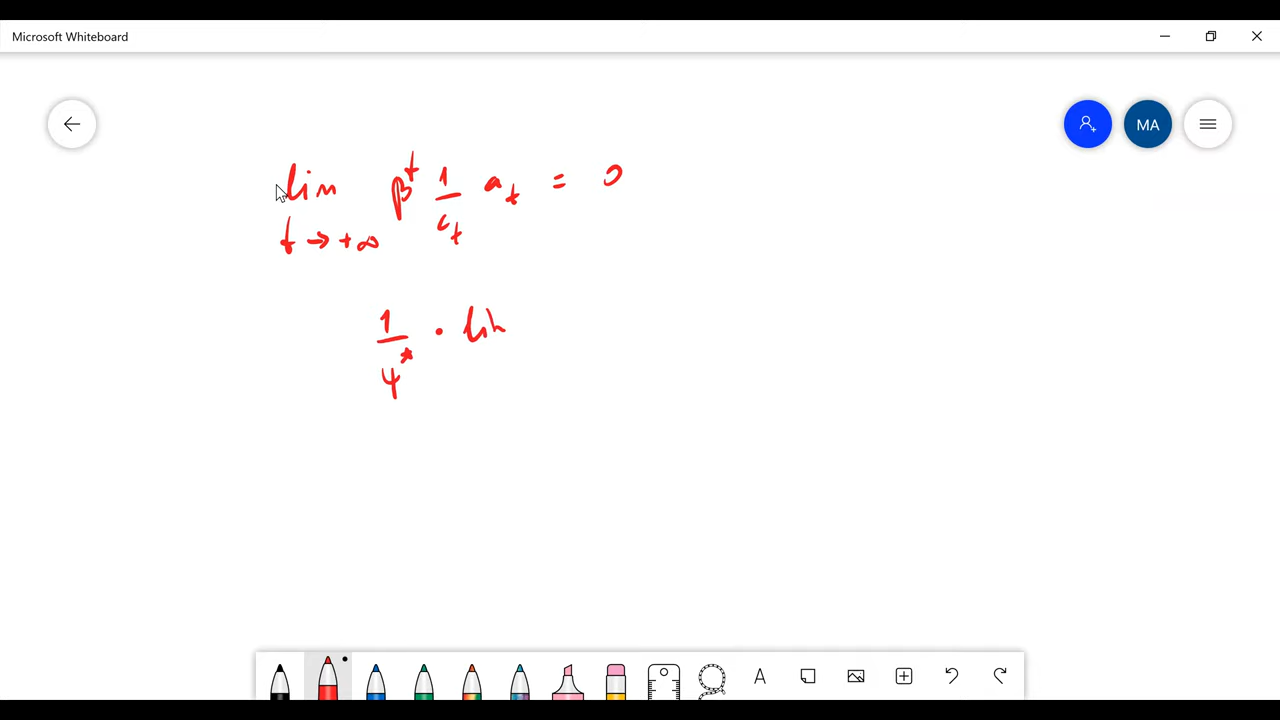 Microsoft Whiteboard
MA
lim β^t 1/c_t a_t = 0
t → +∞
1/ψ^* · lim
A